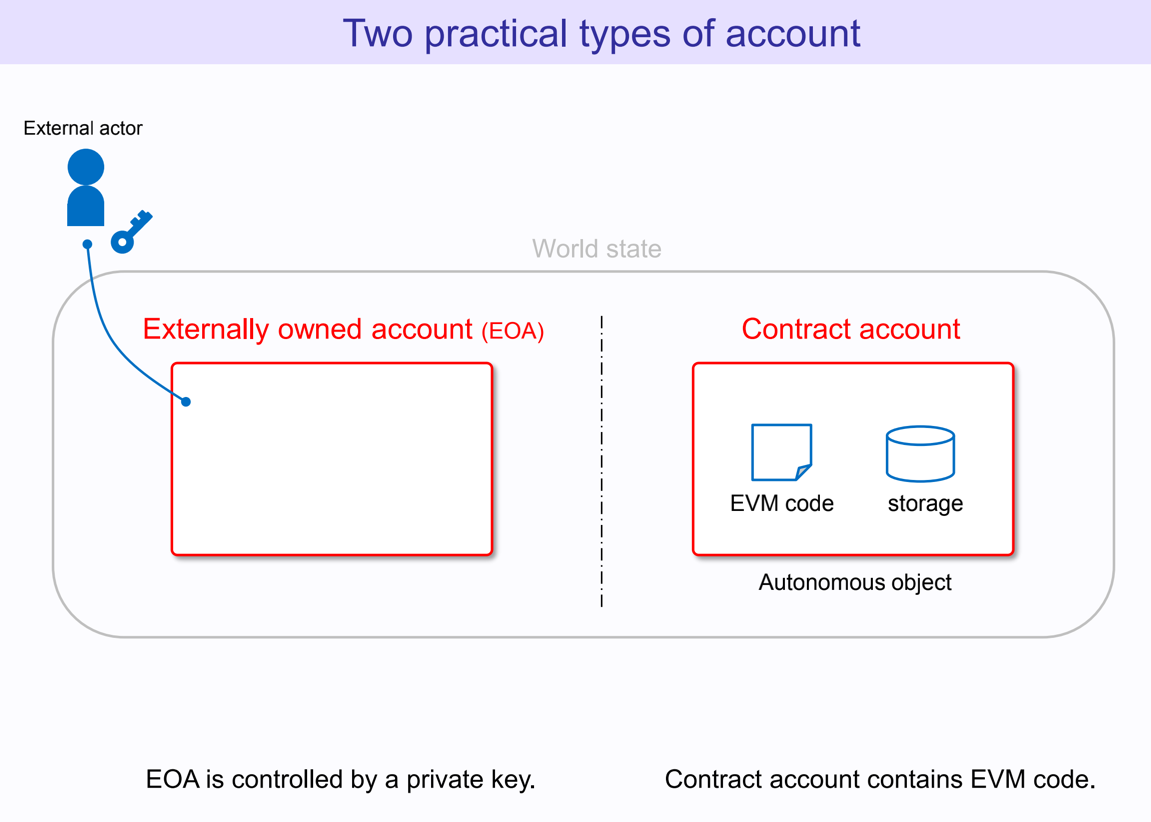 Two practical types of account
External actor
World state
Externally owned account (EOA)
Contract account
EVM code
storage
Autonomous object
EOA is controlled by a private key.
Contract account contains EVM code.